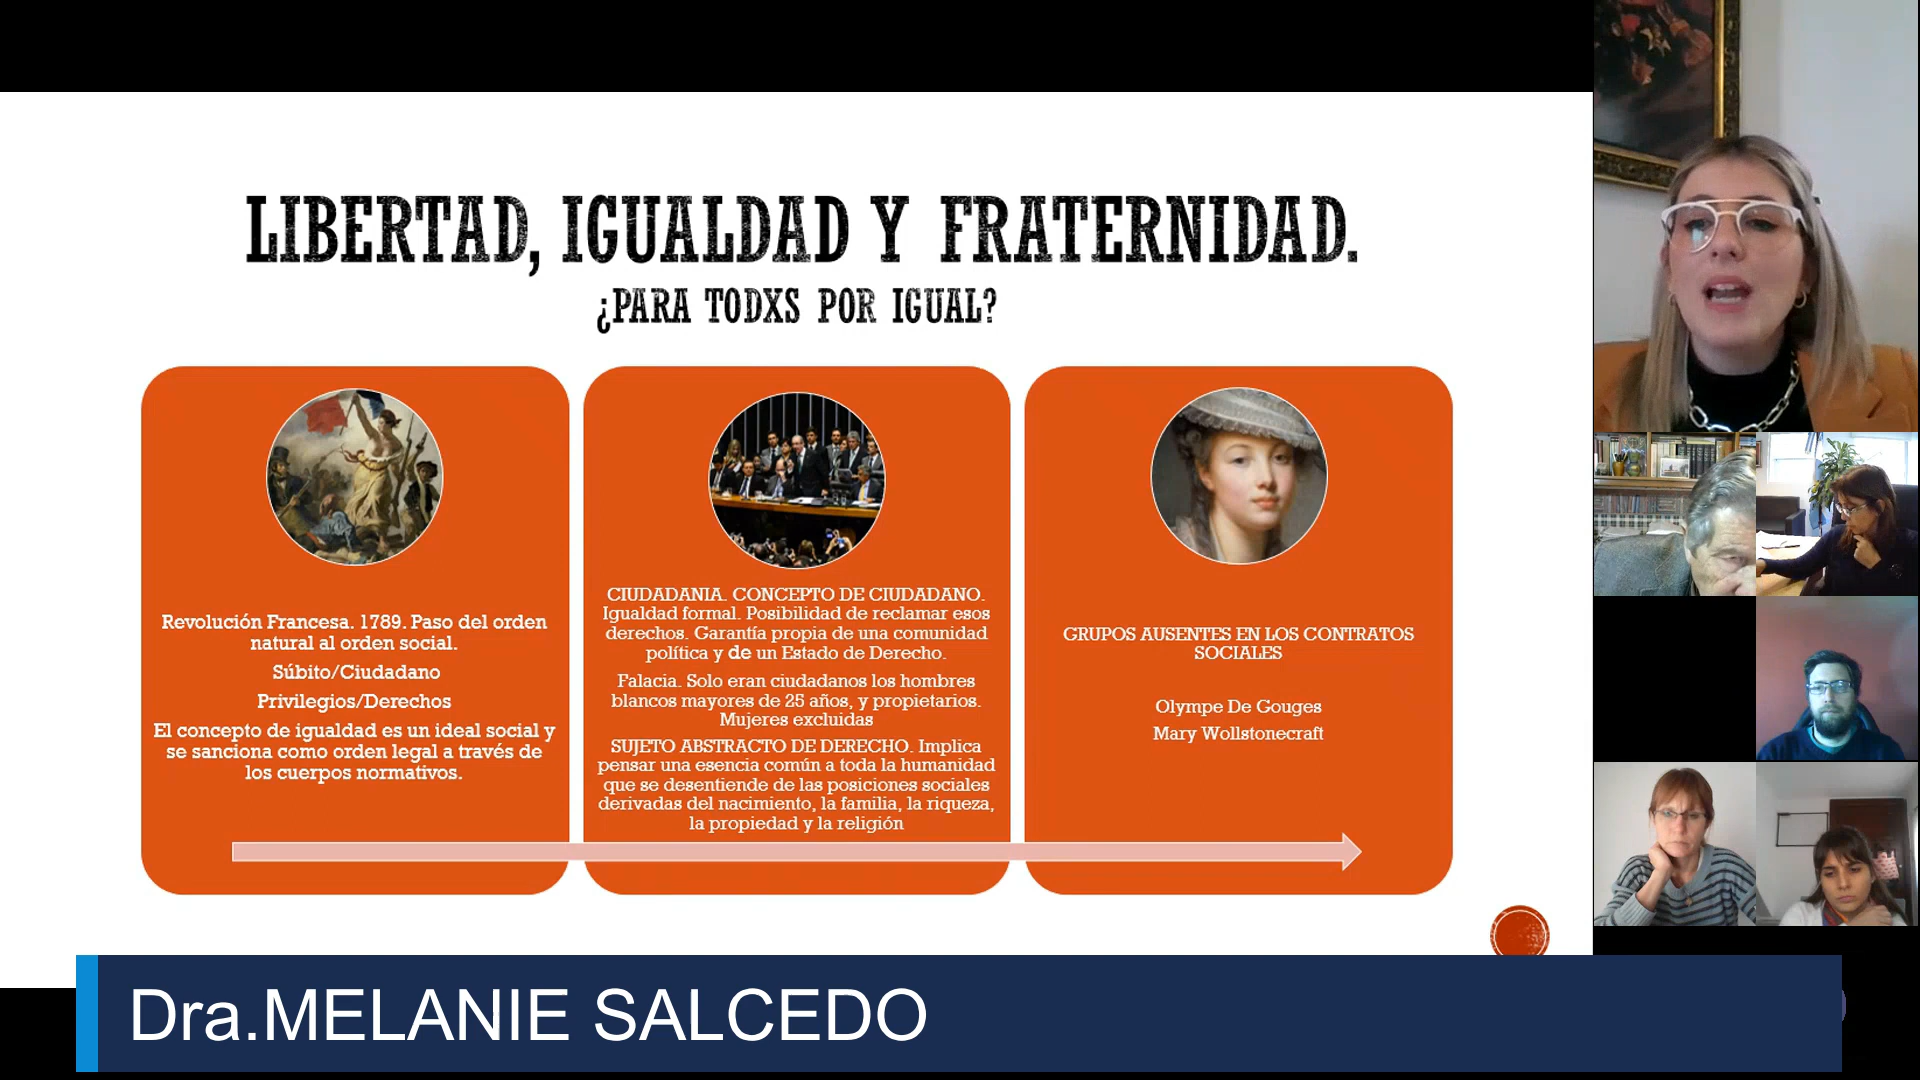 LIBERTAD, IGUALDAD Y FRATERNIDAD.
¿PARA TODXS POR IGUAL?
Revolución Francesa. 1789. Paso del orden
natural al orden social.
Súbito/Ciudadano
Privilegios/Derechos
El concepto de igualdad es un ideal social y
se sanciona como orden legal a través de
los cuerpos normativos.
CIUDADANIA. CONCEPTO DE CIUDADANO.
Igualdad formal. Posibilidad de reclamar esos
derechos. Garantía propia de una comunidad
política y de un Estado de Derecho.
Falacia. Solo eran ciudadanos los hombres
blancos mayores de 25 años, y propietarios.
Mujeres excluidas
SUJETO ABSTRACTO DE DERECHO. Implica
pensar una esencia común a toda la humanidad
que se desentiende de las posiciones sociales
derivadas del nacimiento, la familia, la riqueza,
la propiedad y la religión
GRUPOS AUSENTES EN LOS CONTRATOS
SOCIALES
Olympe De Gouges
Mary Wollstonecraft
Dra.MELANIE SALCEDO